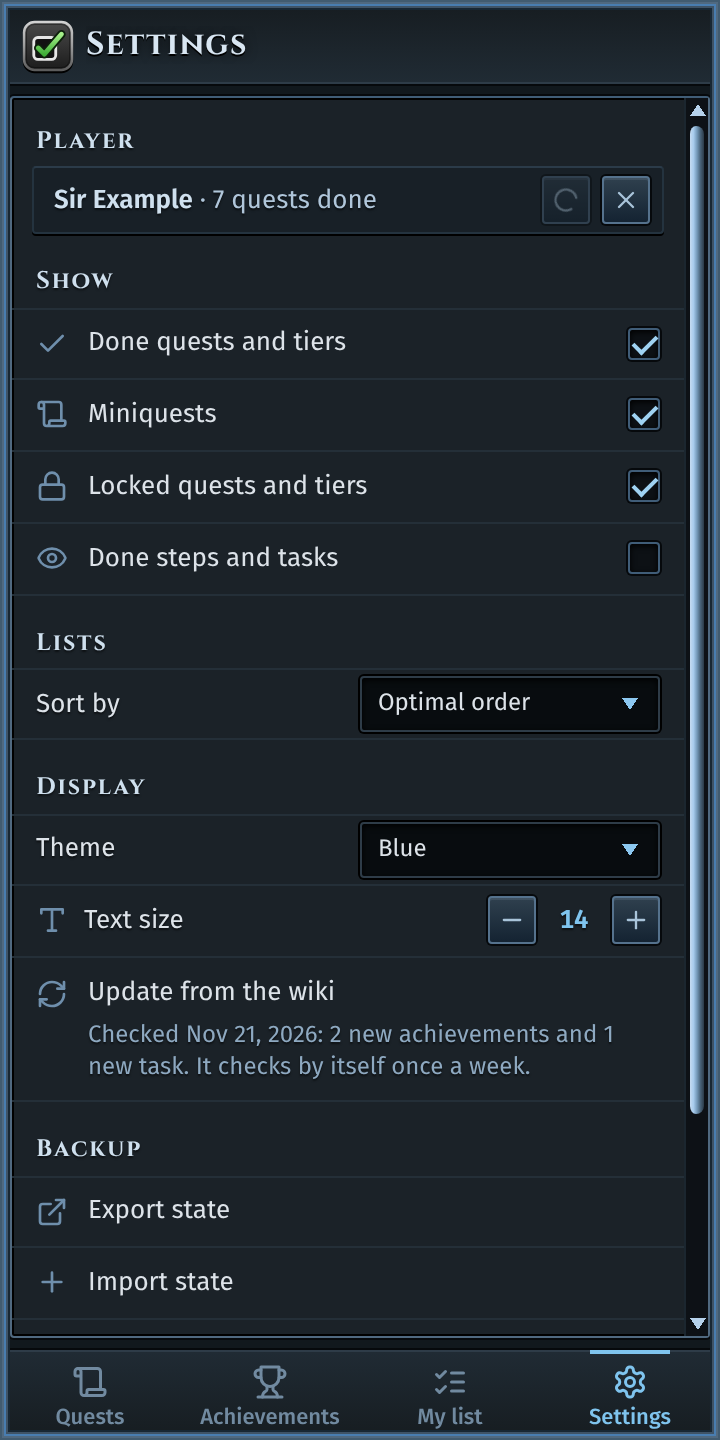 Settings
Player
Sir Example · 7 quests done
Show
Done quests and tiers
Miniquests
Locked quests and tiers
Done steps and tasks
Lists
Sort by
Optimal order
Display
Theme
Blue
Text size
14
Update from the wiki
Checked Nov 21, 2026: 2 new achievements and 1
new task. It checks by itself once a week.
Backup
Export state
Import state
Quests
Achievements
My list
Settings